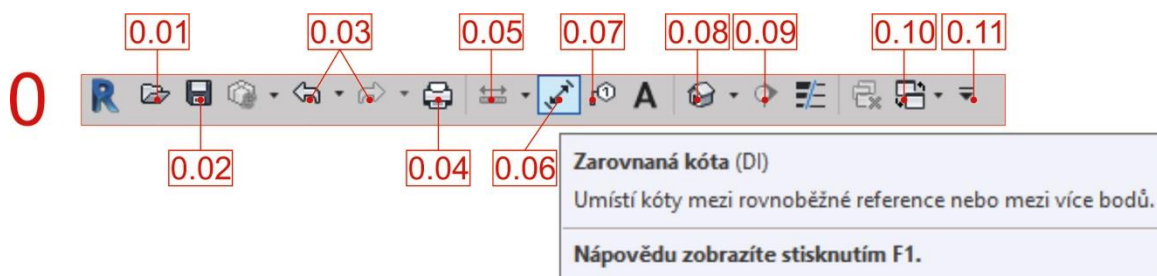 0.01 0.03 0.05 0.07 0.08 0.09 0.10 0.11
0 R 1 A
0.02 0.04 0.06
Zarovnaná kóta (DI)
Umístí kóty mezi rovnoběžné reference nebo mezi více bodů.
Nápovědu zobrazíte stisknutím F1.